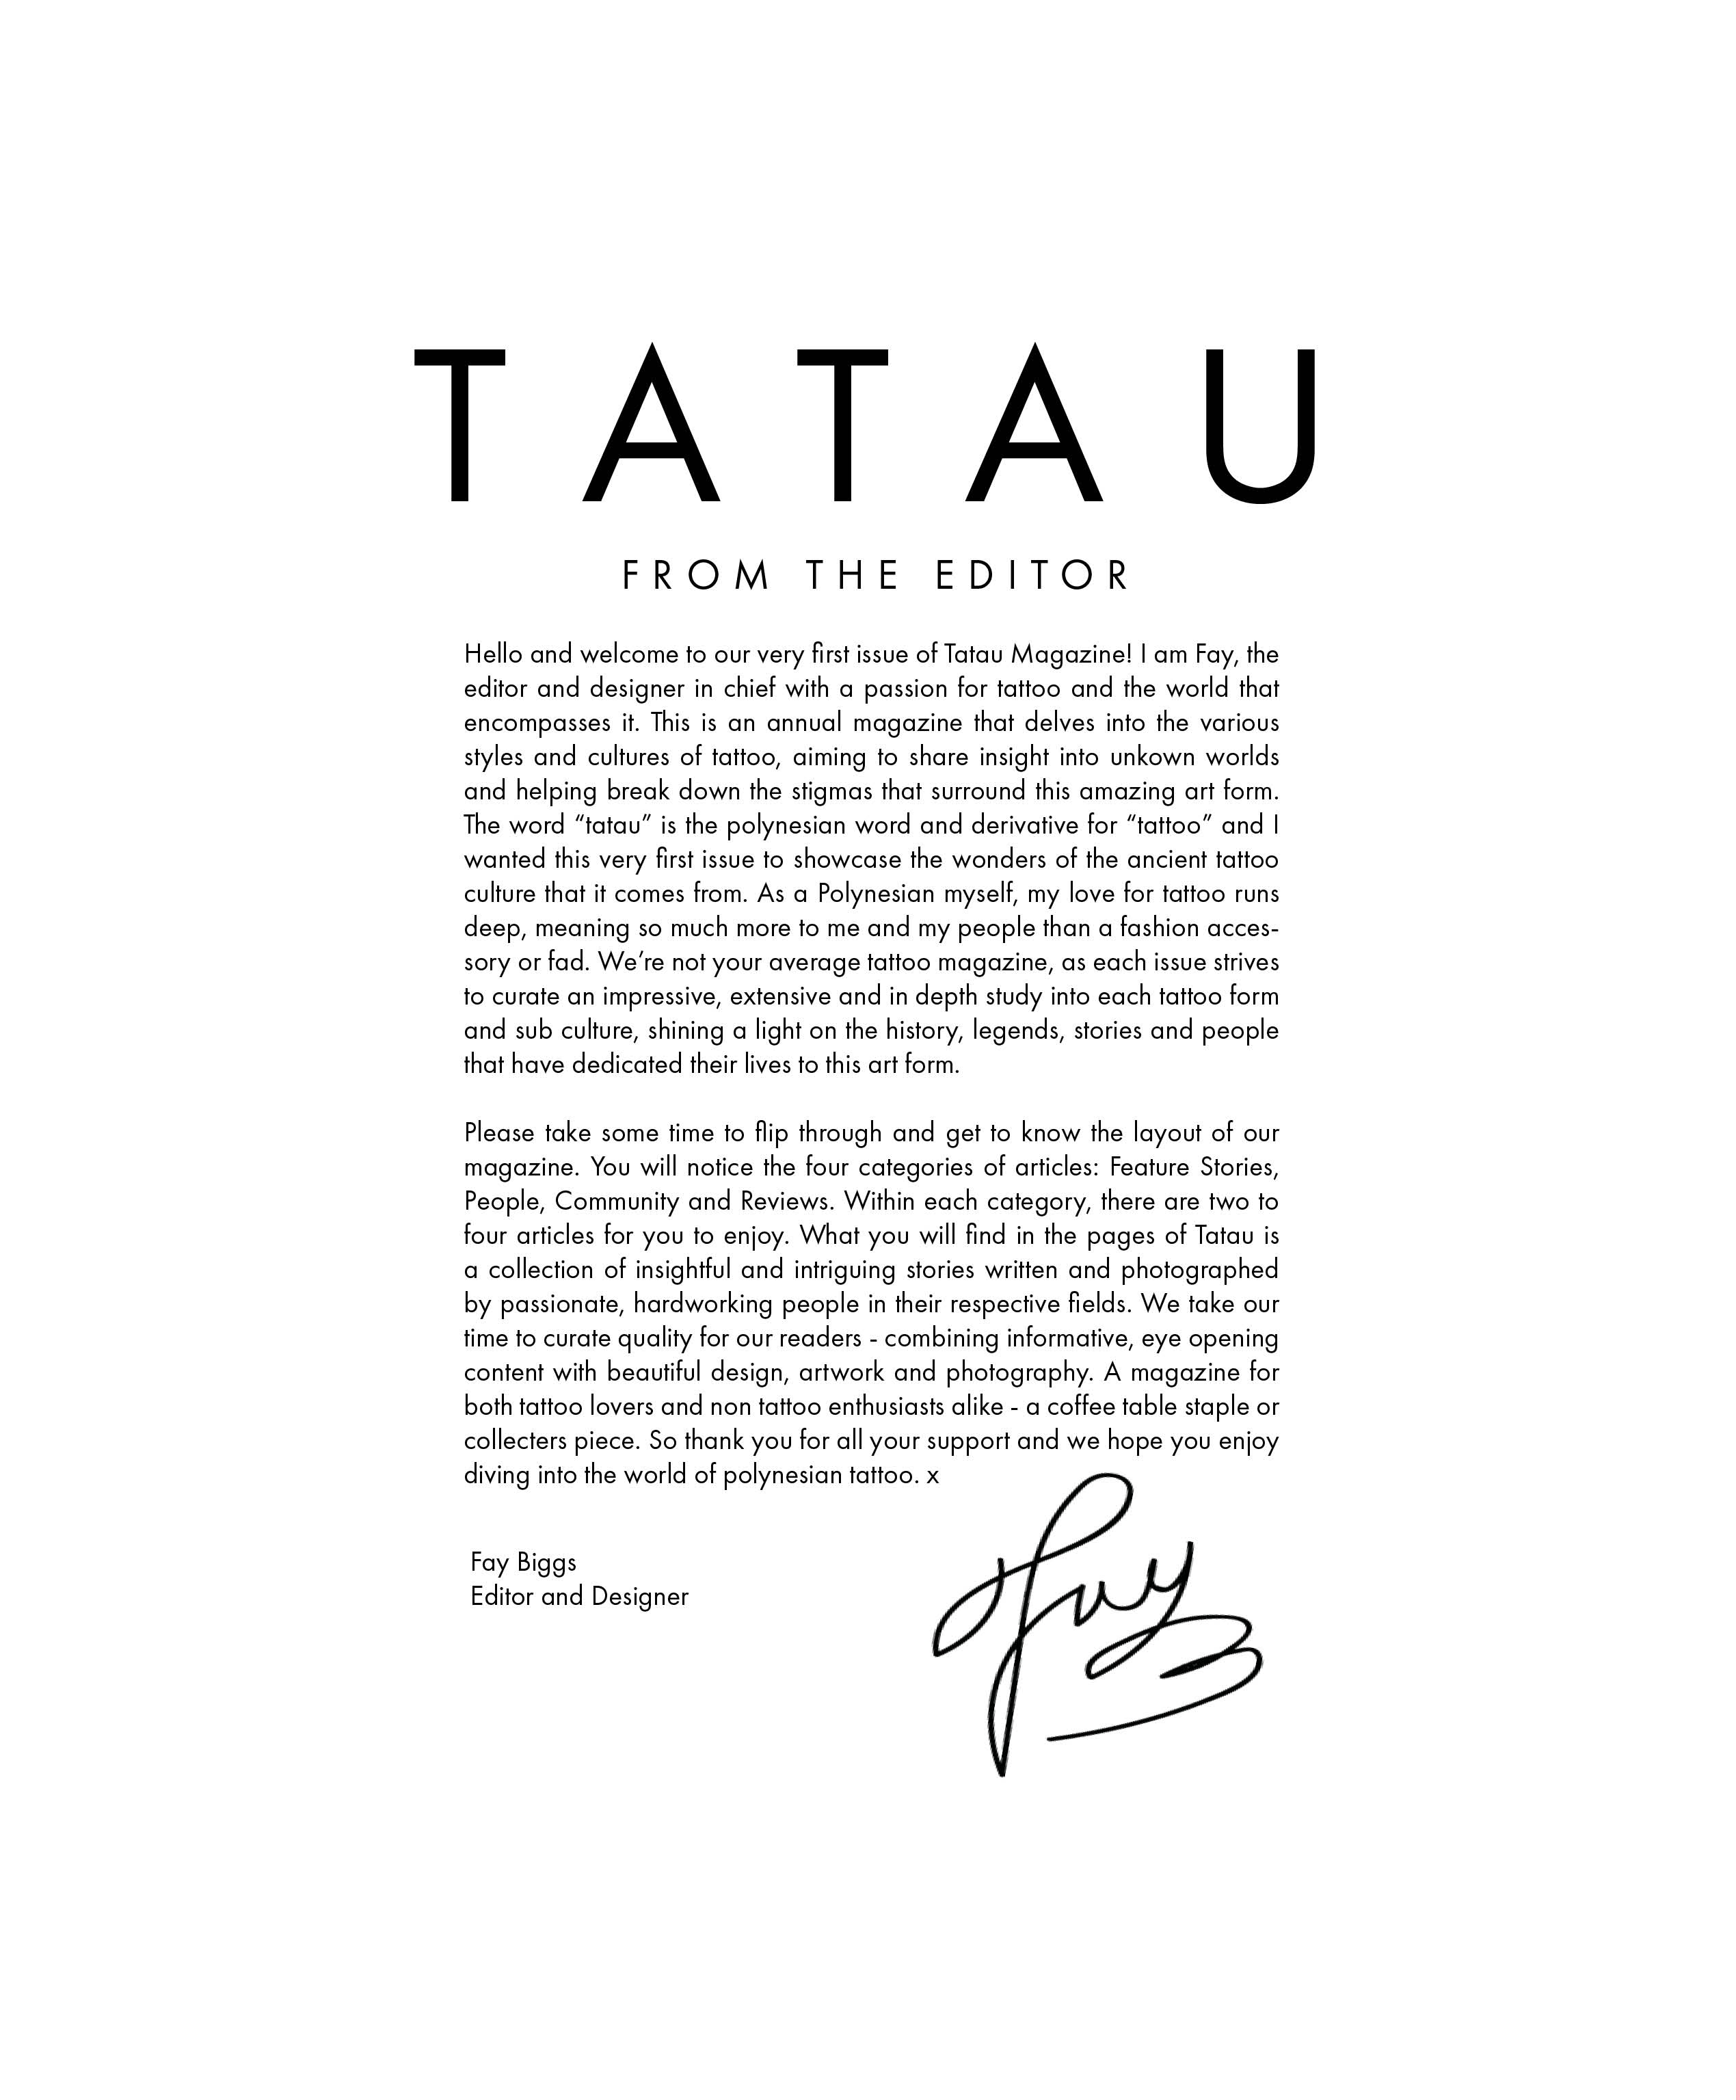 TATAU
FROM THE EDITOR
Hello and welcome to our very first issue of Tatau Magazine! I am Fay, the
editor and designer in chief with a passion for tattoo and the world that
encompasses it. This is an annual magazine that delves into the various
styles and cultures of tattoo, aiming to share insight into unkown worlds
and helping break down the stigmas that surround this amazing art form.
The word “tatau” is the polynesian word and derivative for “tattoo” and I
wanted this very first issue to showcase the wonders of the ancient tattoo
culture that it comes from. As a Polynesian myself, my love for tattoo runs
deep, meaning so much more to me and my people than a fashion acces-
sory or fad. We’re not your average tattoo magazine, as each issue strives
to curate an impressive, extensive and in depth study into each tattoo form
and sub culture, shining a light on the history, legends, stories and people
that have dedicated their lives to this art form.
Please take some time to flip through and get to know the layout of our
magazine. You will notice the four categories of articles: Feature Stories,
People, Community and Reviews. Within each category, there are two to
four articles for you to enjoy. What you will find in the pages of Tatau is
a collection of insightful and intriguing stories written and photographed
by passionate, hardworking people in their respective fields. We take our
time to curate quality for our readers - combining informative, eye opening
content with beautiful design, artwork and photography. A magazine for
both tattoo lovers and non tattoo enthusiasts alike - a coffee table staple or
collecters piece. So thank you for all your support and we hope you enjoy
diving into the world of polynesian tattoo. x
Fay Biggs
Editor and Designer
Fay